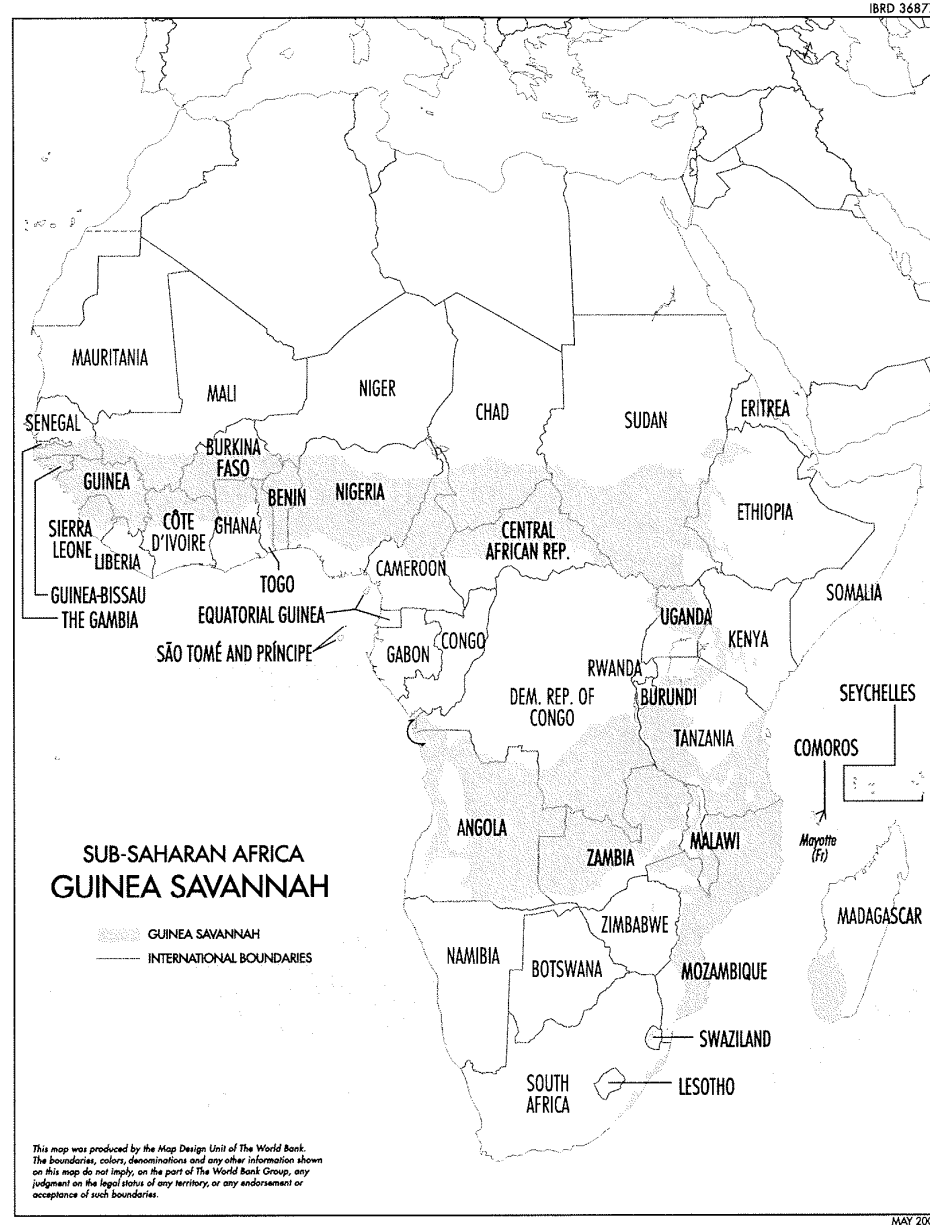 IBRD 3687
MAURITANIA
MALI
NIGER
CHAD
SUDAN
ERITREA
SENEGAL
BURKINA
FASO
GUINEA
BENIN
NIGERIA
ETHIOPIA
SIERRA
LEONE
LIBERIA
CÔTE
D'IVOIRE
GHANA
CENTRAL
AFRICAN REP.
CAMEROON
TOGO
GUINEA-BISSAU
THE GAMBIA
EQUATORIAL GUINEA
SÃO TOMÉ AND PRÍNCIPE
GABON
CONGO
UGANDA
KENYA
SOMALIA
RWANDA
BURUNDI
DEM. REP. OF
CONGO
TANZANIA
SEYCHELLES
COMOROS
Mayotte
(Fr)
ANGOLA
ZAMBIA
MALAWI
SUB-SAHARAN AFRICA
GUINEA SAVANNAH
GUINEA SAVANNAH
INTERNATIONAL BOUNDARIES
NAMIBIA
BOTSWANA
ZIMBABWE
MOZAMBIQUE
MADAGASCAR
SWAZILAND
LESOTHO
SOUTH
AFRICA
This map was produced by the Map Design Unit of The World Bank.
The boundaries, colors, denominations and any other information shown
on this map do not imply, on the part of The World Bank Group, any
judgment on the legal status of any territory, or any endorsement or
acceptance of such boundaries.
MAY 200